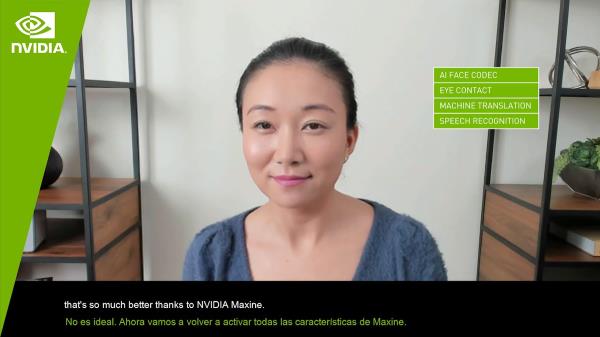 NVIDIA.
AI FACE CODEC
EYE CONTACT
MACHINE TRANSLATION
SPEECH RECOGNITION
that's so much better thanks to NVIDIA Maxine.
No es ideal. Ahora vamos a volver a activar todas las características de Maxine.